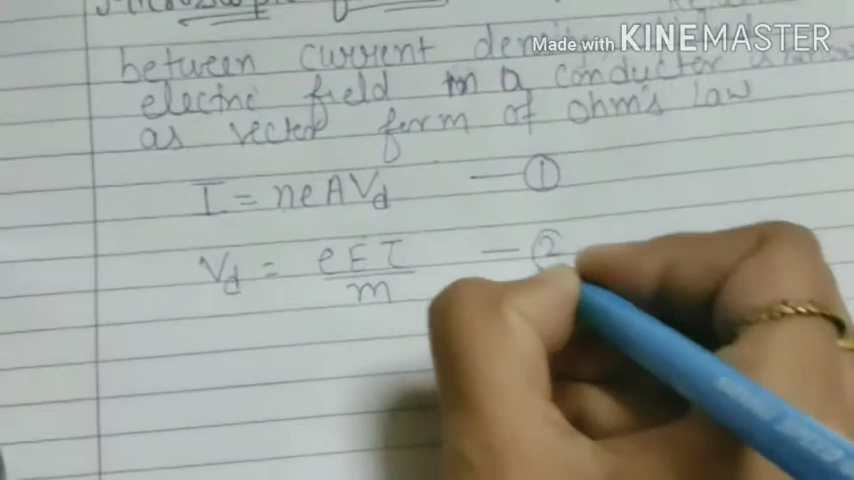 Made with KINEMASTER
between current
electric field in a conductor
as vector form of ohm's law
I = neAVd — ①
Vd = eEτ/m — ②